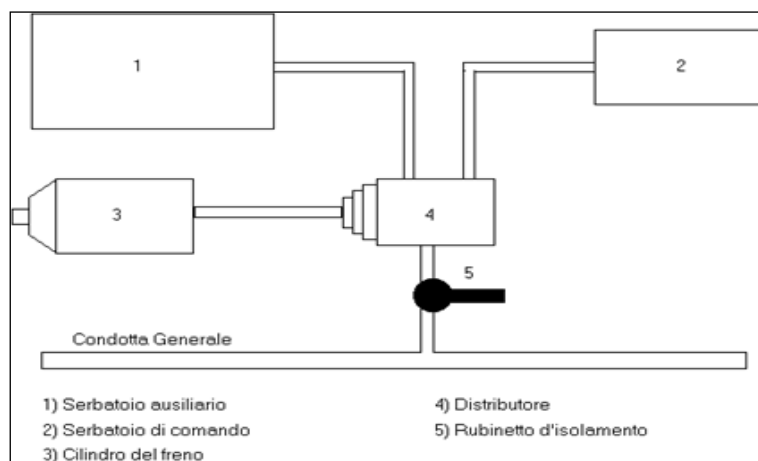 1
2
3
4
5
Condotta Generale
1) Serbatoio ausiliario
2) Serbatoio di comando
3) Cilindro del freno
4) Distributore
5) Rubinetto d'isolamento